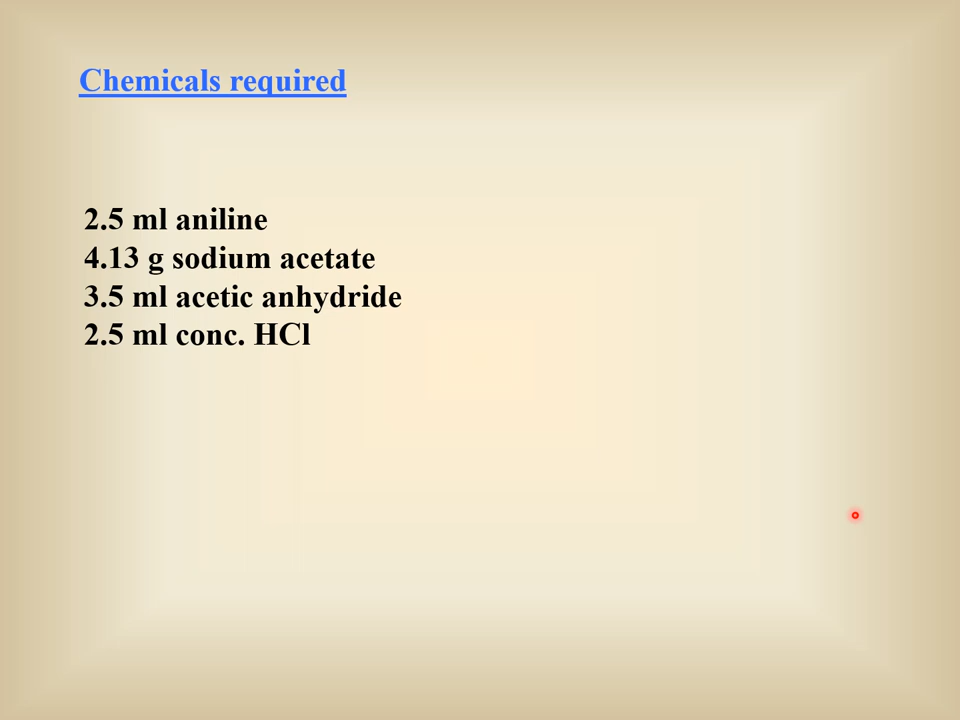 Chemicals required
2.5 ml aniline
4.13 g sodium acetate
3.5 ml acetic anhydride
2.5 ml conc. HCl